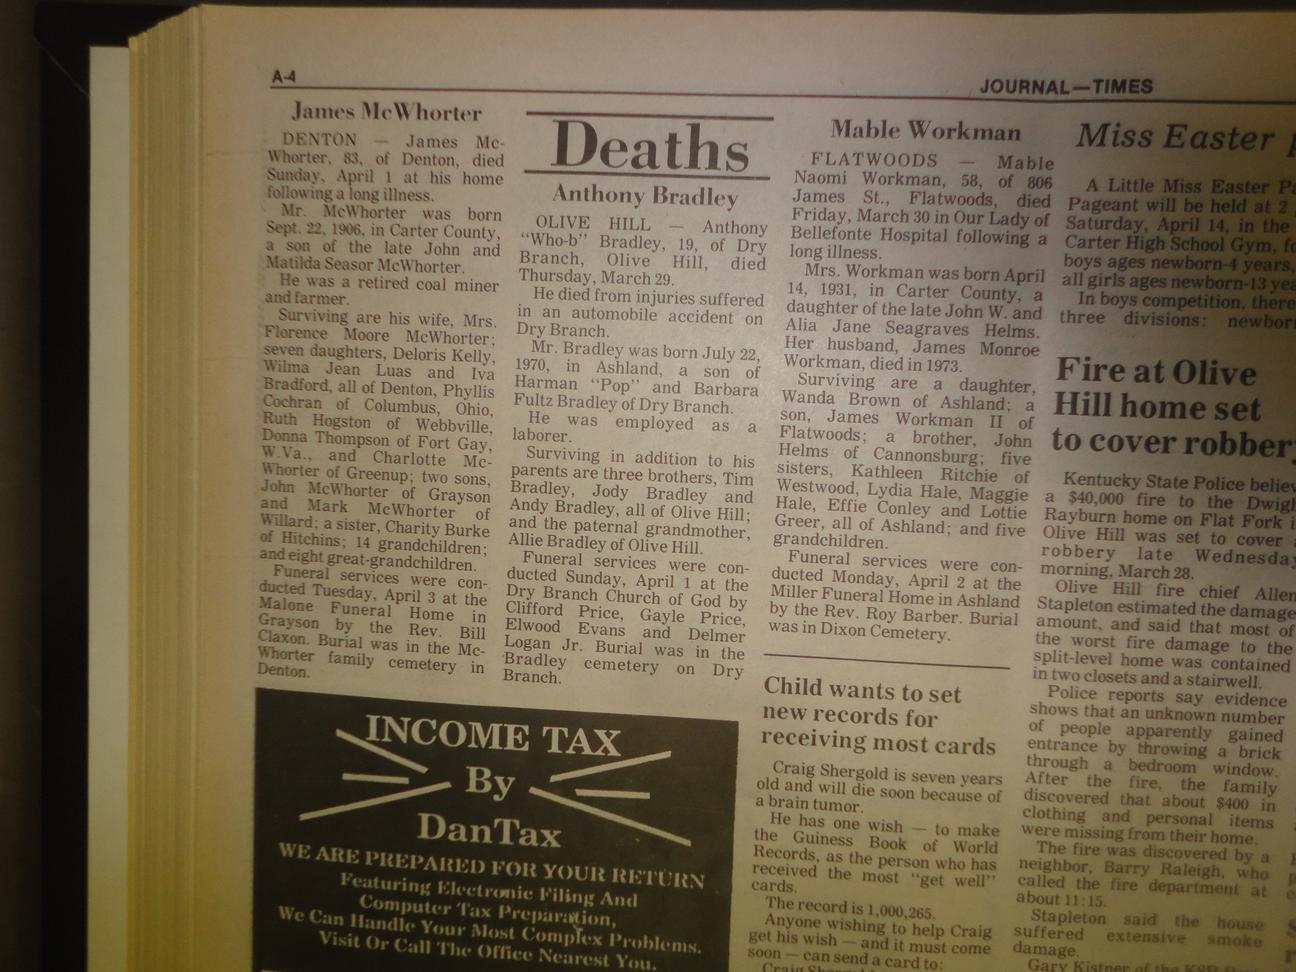 A-4
JOURNAL—TIMES
James McWhorter
DENTON — James Mc-
Whorter, 83, of Denton, died
Sunday, April 1 at his home
following a long illness.
Mr. McWhorter was born
Sept. 22, 1906, in Carter County,
a son of the late John and
Matilda Seasor McWhorter.
He was a retired coal miner
and farmer.
Surviving are his wife, Mrs.
Florence Moore McWhorter;
seven daughters, Deloris Kelly,
Wilma Jean Luas and Iva
Bradford, all of Denton, Phyllis
Cochran of Columbus, Ohio,
Ruth Hogston of Webbville,
Donna Thompson of Fort Gay,
W.Va., and Charlotte Mc-
Whorter of Greenup; two sons,
John McWhorter of Grayson
and Mark McWhorter of
Willard; a sister, Charity Burke
of Hitchins; 14 grandchildren;
and eight great-grandchildren.
Funeral services were con-
ducted Tuesday, April 3 at the
Malone Funeral Home in
Grayson by the Rev. Bill
Claxon. Burial was in the Mc-
Whorter family cemetery in
Denton.
Deaths
Anthony Bradley
OLIVE HILL — Anthony
"Who-b" Bradley, 19, of Dry
Branch, Olive Hill, died
Thursday, March 29.
He died from injuries suffered
in an automobile accident on
Dry Branch.
Mr. Bradley was born July 22,
1970, in Ashland, a son of
Harman "Pop" and Barbara
Fultz Bradley of Dry Branch.
He was employed as a
laborer.
Surviving in addition to his
parents are three brothers, Tim
Bradley, Jody Bradley and
Andy Bradley, all of Olive Hill;
and the paternal grandmother,
Allie Bradley of Olive Hill.
Funeral services were con-
ducted Sunday, April 1 at the
Dry Branch Church of God by
Clifford Price, Gayle Price,
Elwood Evans and Delmer
Logan Jr. Burial was in the
Bradley cemetery on Dry
Branch.
INCOME TAX
By
DanTax
WE ARE PREPARED FOR YOUR RETURN
Featuring Electronic Filing And
Computer Tax Preparation,
We Can Handle Your Most Complex Problems.
Visit Or Call The Office Nearest You.
Mable Workman
FLATWOODS — Mable
Naomi Workman, 58, of 806
James St., Flatwoods, died
Friday, March 30 in Our Lady of
Bellefonte Hospital following a
long illness.
Mrs. Workman was born April
14, 1931, in Carter County, a
daughter of the late John W. and
Alia Jane Seagraves Helms.
Her husband, James Monroe
Workman, died in 1973.
Surviving are a daughter,
Wanda Brown of Ashland; a
son, James Workman II of
Flatwoods; a brother, John
Helms of Cannonsburg; five
sisters, Kathleen Ritchie of
Westwood, Lydia Hale, Maggie
Hale, Effie Conley and Lottie
Greer, all of Ashland; and five
grandchildren.
Funeral services were con-
ducted Monday, April 2 at the
Miller Funeral Home in Ashland
by the Rev. Roy Barber. Burial
was in Dixon Cemetery.
Child wants to set
new records for
receiving most cards
Craig Shergold is seven years
old and will die soon because of
a brain tumor.
He has one wish — to make
the Guiness Book of World
Records, as the person who has
received the most "get well"
cards.
The record is 1,000,265.
Anyone wishing to help Craig
get his wish — and it must come
soon — can send a card to:
Miss Easter
A Little Miss Easter
Pageant will be held at 2
Saturday, April 14, in the
Carter High School Gym,
boys ages newborn-4 years,
all girls ages newborn-13
In boys competition, there
three divisions: newborn
Fire at Olive
Hill home set
to cover robbery
Kentucky State Police
a $40,000 fire to the
Rayburn home on Flat Fork
Olive Hill was set to cover
robbery late Wednesday
morning, March 28.
Olive Hill fire chief Allen
Stapleton estimated the damage
amount, and said that most of
the worst fire damage to the
split-level home was contained
in two closets and a stairwell.
Police reports say evidence
shows that an unknown number
of people apparently gained
entrance by throwing a brick
through a bedroom window.
After the fire, the family
discovered that about $400 in
clothing and personal items
were missing from their home.
The fire was discovered by a
neighbor, Barry Raleigh, who
called the fire department at
about 11:15.
Stapleton said the house
suffered extensive smoke
damage.
Gary Kistner of the